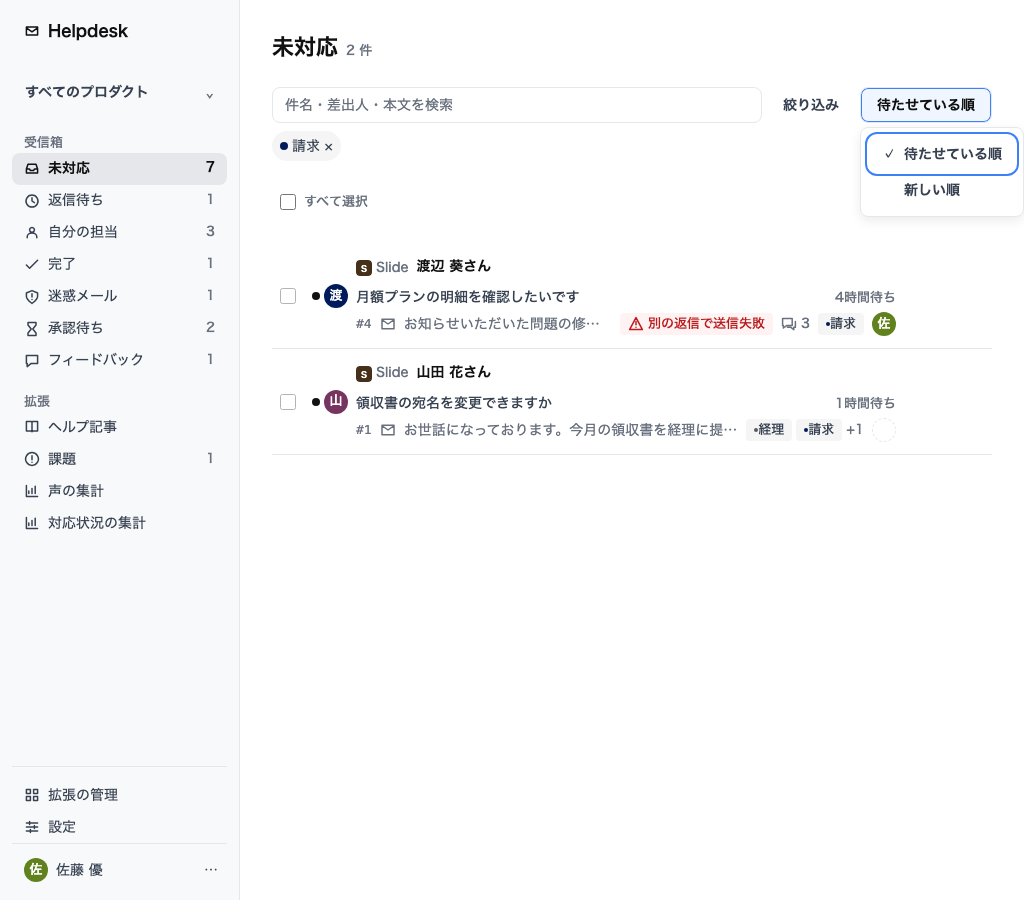 Helpdesk
すべてのプロダクト
受信箱
未対応 7
返信待ち 1
自分の担当 3
完了 1
迷惑メール 1
承認待ち 2
フィードバック 1
拡張
ヘルプ記事
課題 1
声の集計
対応状況の集計
拡張の管理
設定
佐 佐藤 優 …
未対応 2 件
件名・差出人・本文を検索 絞り込み 待たせている順
✓ 待たせている順
新しい順
請求 ×
すべて選択
S Slide 渡辺 葵さん
渡 月額プランの明細を確認したいです 4時間待ち
#4 お知らせいただいた問題の修… 別の返信で送信失敗 3 •請求 佐
S Slide 山田 花さん
山 領収書の宛名を変更できますか 1時間待ち
#1 お世話になっております。今月の領収書を経理に提… •経理 •請求 +1